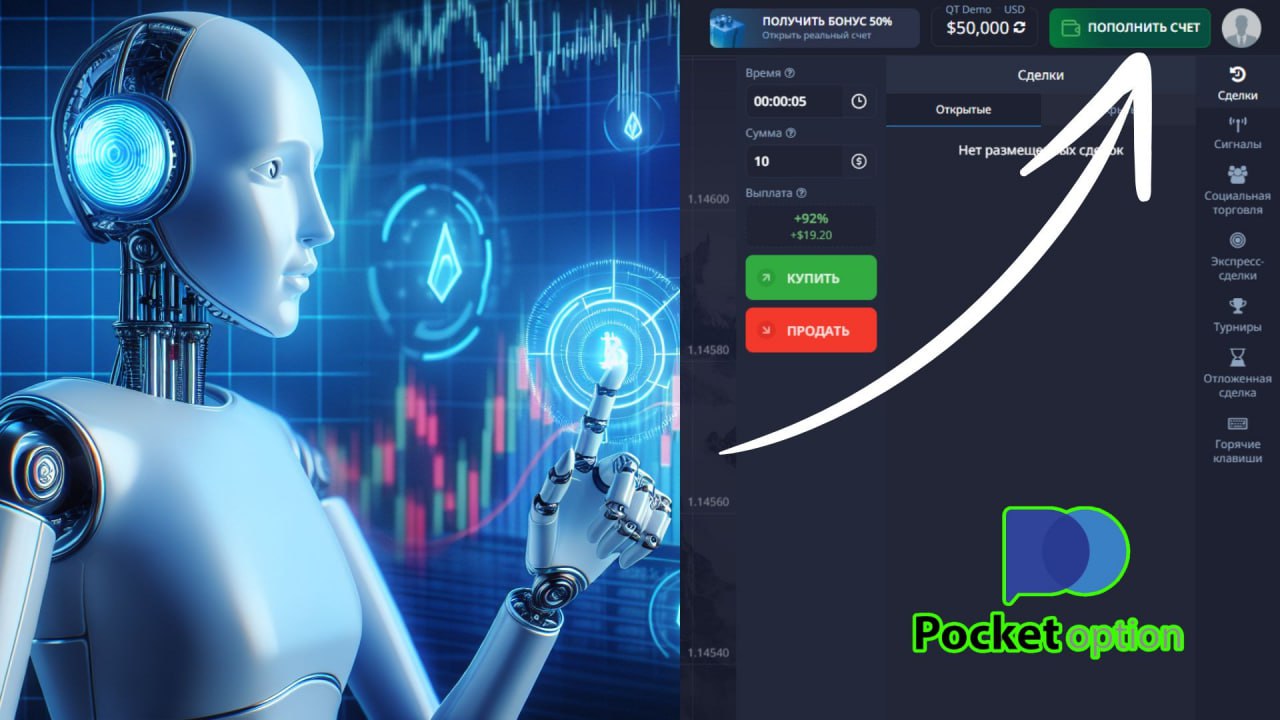 ПОЛУЧИТЬ БОНУС 50%
Открыть реальный счет
QT Demo USD
$50,000
ПОПОЛНИТЬ СЧЕТ
Время
00:00:05
Сумма
10
Выплата
+92%
+$19.20
КУПИТЬ
ПРОДАТЬ
1.14600
1.14580
1.14560
1.14540
Сделки
Открытые
Нет размещенных сделок
Сделки
Сигналы
Социальная
торговля
Экспресс-
сделки
Турниры
Отложенная
сделка
Горячие
клавиши
Pocket option